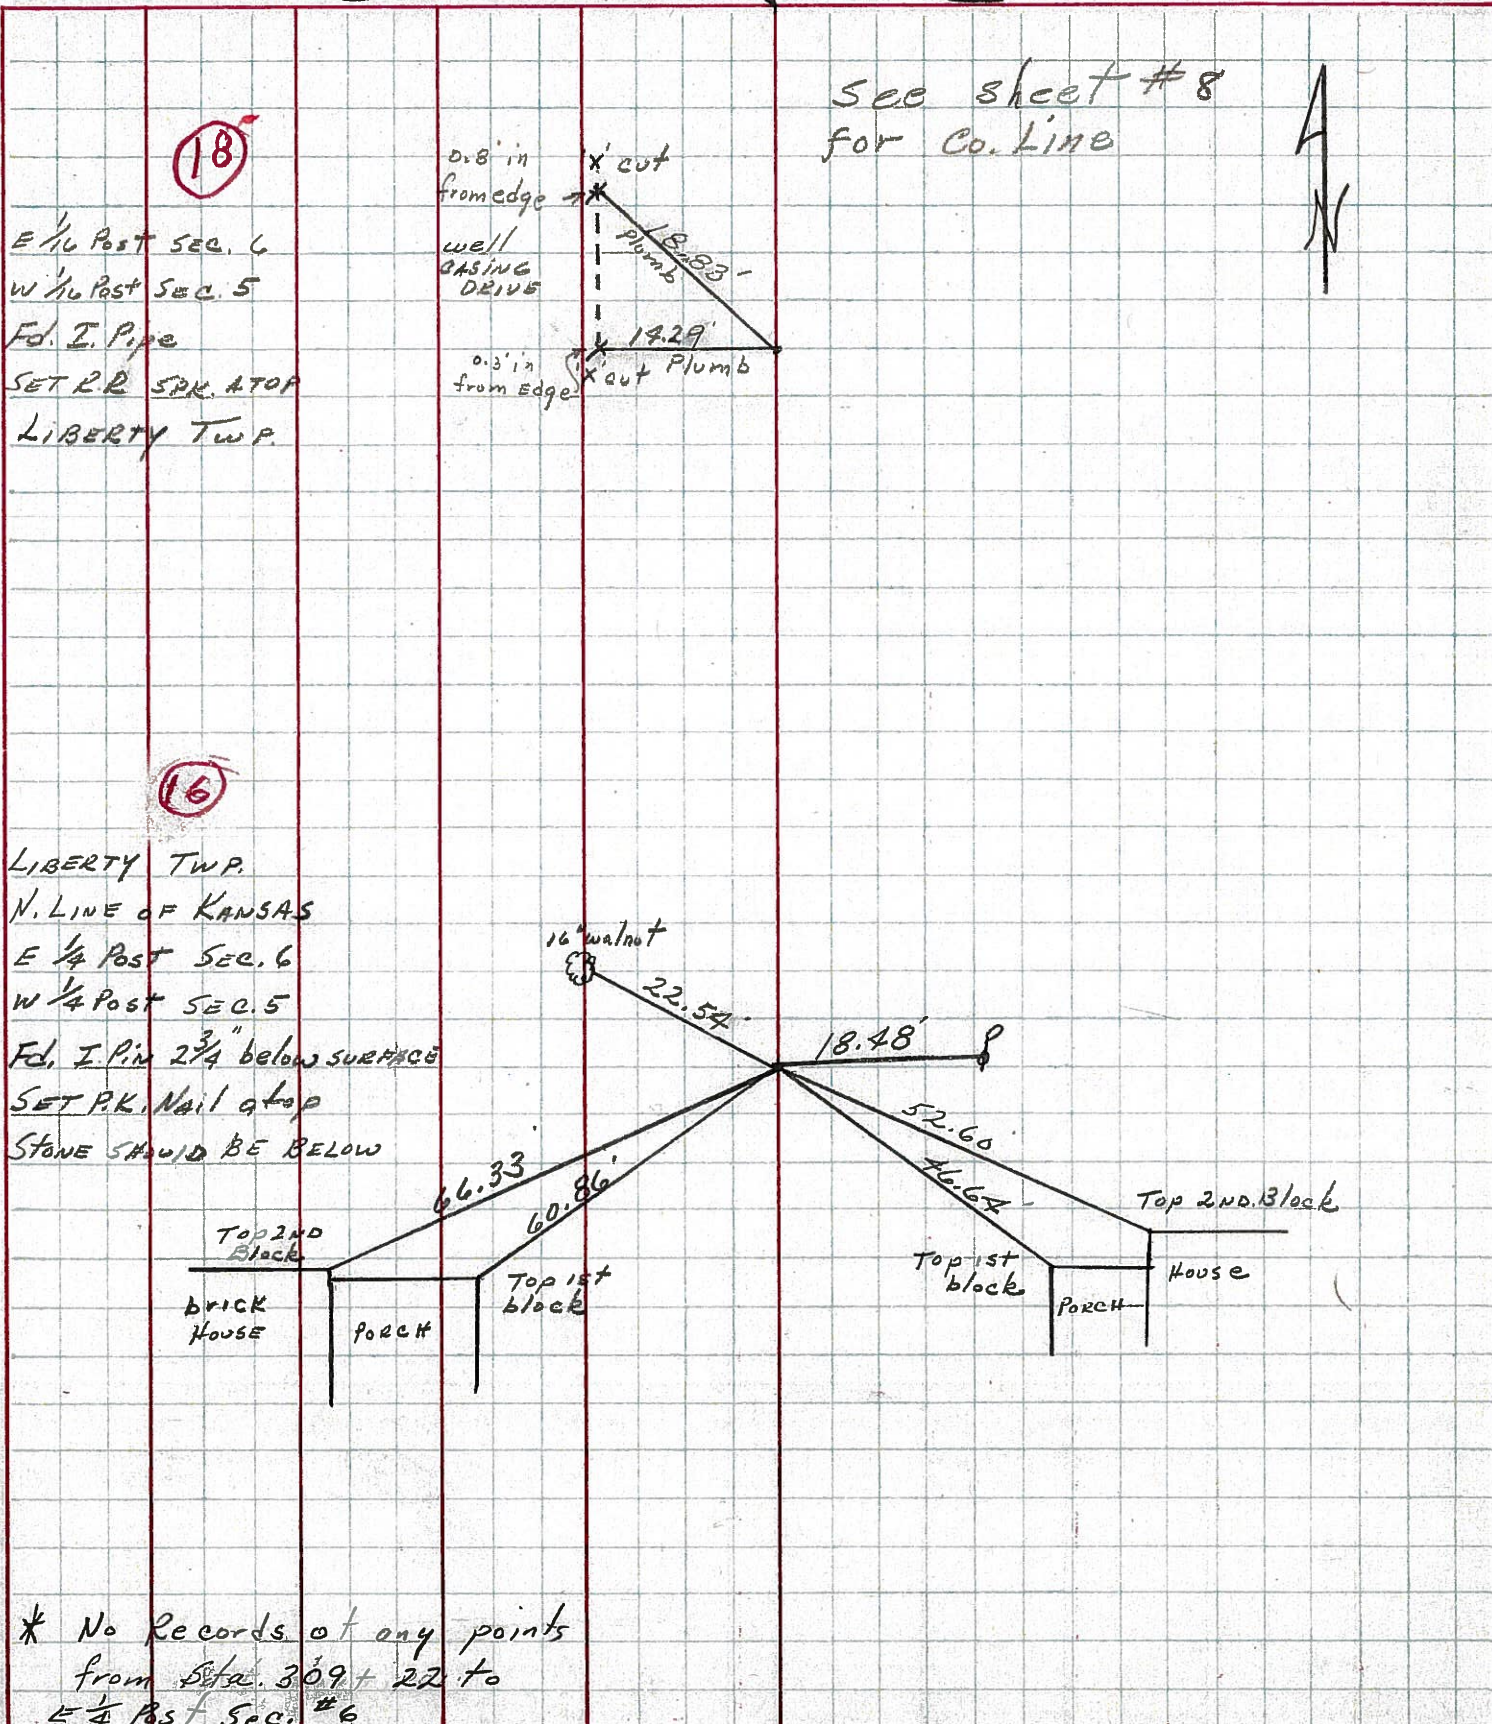 See sheet #8
for Co. Line
N
18
E 1/16 Post SEC. 6
W 1/16 Post SEC. 5
Fd. I. Pipe
SET R.R SPK. ATOP
LIBERTY TWP.
0.8' in
from edge
'X' cut
well
CASING
DRIVE
18.83'
Plumb
14.29'
Plumb
0.3' in
from Edge
'X' cut
16
LIBERTY TWP.
N. LINE OF KANSAS
E 1/4 Post SEC. 6
W 1/4 Post SEC. 5
Fd. I. Pin 2 3/4" below SURFACE
SET P.K. Nail atop
STONE SHOULD BE BELOW
16" walnut
22.54'
18.48'
66.33
60.86'
52.60
46.64
Top 2ND
Block
brick
HOUSE
PORCH
Top 1st
block
Top 1st
block
PORCH
Top 2ND. Block
HOUSE
* No Records of any points
from Sta. 309 + 22 to
E 1/4 Post Sec. #6